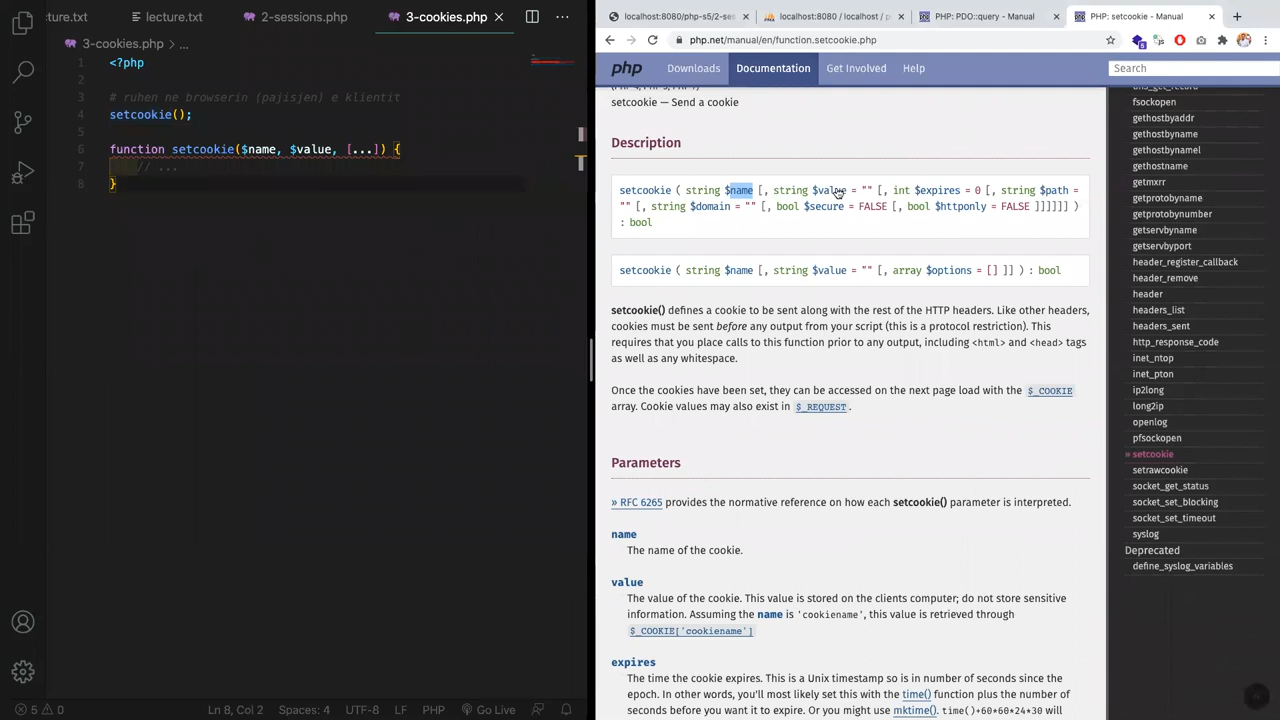 ture.txt
lecture.txt
2-sessions.php
3-cookies.php
3-cookies.php > ...
1 <?php
2
3 # ruhen ne browserin (pajisjen) e klientit
4 setcookie();
5
6 function setcookie($name, $value, [...]) {
7 // ...
8 }
5 0
Ln 8, Col 2
Spaces: 4
UTF-8
LF
PHP
Go Live
localhost:8080/php-s5/2-se
localhost:8080 / localhost / p
PHP: PDO::query - Manual
PHP: setcookie - Manual
php.net/manual/en/function.setcookie.php
6
php
Downloads
Documentation
Get Involved
Help
Search
setcookie — Send a cookie
Description
setcookie ( string $name [, string $value = "" [, int $expires = 0 [, string $path =
"" [, string $domain = "" [, bool $secure = FALSE [, bool $httponly = FALSE ]]]]]] )
: bool
setcookie ( string $name [, string $value = "" [, array $options = [] ]] ) : bool
setcookie() defines a cookie to be sent along with the rest of the HTTP headers. Like other headers,
cookies must be sent before any output from your script (this is a protocol restriction). This
requires that you place calls to this function prior to any output, including <html> and <head> tags
as well as any whitespace.
Once the cookies have been set, they can be accessed on the next page load with the $_COOKIE
array. Cookie values may also exist in $_REQUEST.
Parameters
» RFC 6265 provides the normative reference on how each setcookie() parameter is interpreted.
name
The name of the cookie.
value
The value of the cookie. This value is stored on the clients computer; do not store sensitive
information. Assuming the name is 'cookiename', this value is retrieved through
$_COOKIE['cookiename']
expires
The time the cookie expires. This is a Unix timestamp so is in number of seconds since the
epoch. In other words, you'll most likely set this with the time() function plus the number of
seconds before you want it to expire. Or you might use mktime(). time()+60*60*24*30 will
fsockopen
gethostbyaddr
gethostbyname
gethostbynamel
gethostname
getmxrr
getprotobyname
getprotobynumber
getservbyname
getservbyport
header_register_callback
header_remove
header
headers_list
headers_sent
http_response_code
inet_ntop
inet_pton
ip2long
long2ip
openlog
pfsockopen
» setcookie
setrawcookie
socket_get_status
socket_set_blocking
socket_set_timeout
syslog
Deprecated
define_syslog_variables